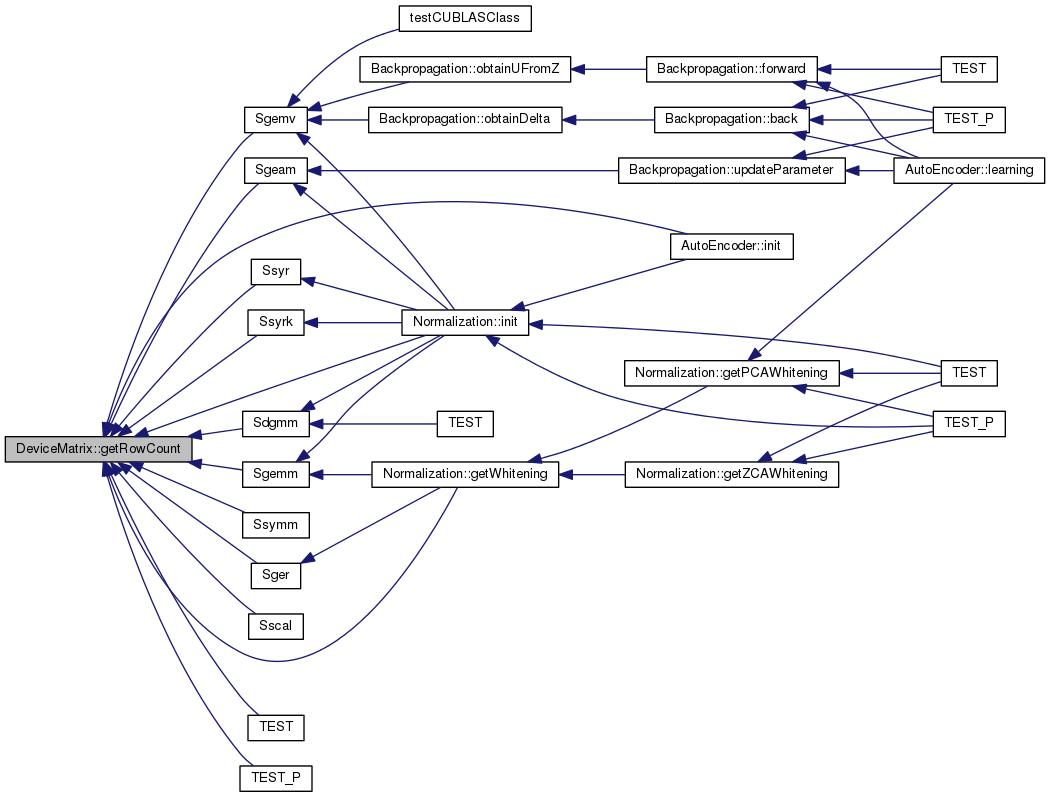 testCUBLASClass
Backpropagation::obtainUFromZ
Backpropagation::forward
TEST
Sgemv
Backpropagation::obtainDelta
Backpropagation::back
TEST_P
Sgeam
Backpropagation::updateParameter
AutoEncoder::learning
AutoEncoder::init
Ssyr
Ssyrk
Normalization::init
Normalization::getPCAWhitening
TEST
Sdgmm
TEST
TEST_P
DeviceMatrix::getRowCount
Sgemm
Normalization::getWhitening
Normalization::getZCAWhitening
Ssymm
Sger
Sscal
TEST
TEST_P